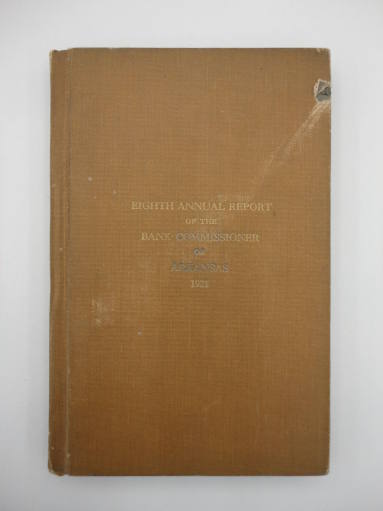 EIGHTH ANNUAL REPORT
OF THE
BANK COMMISSIONER
OF
ARKANSAS
1921